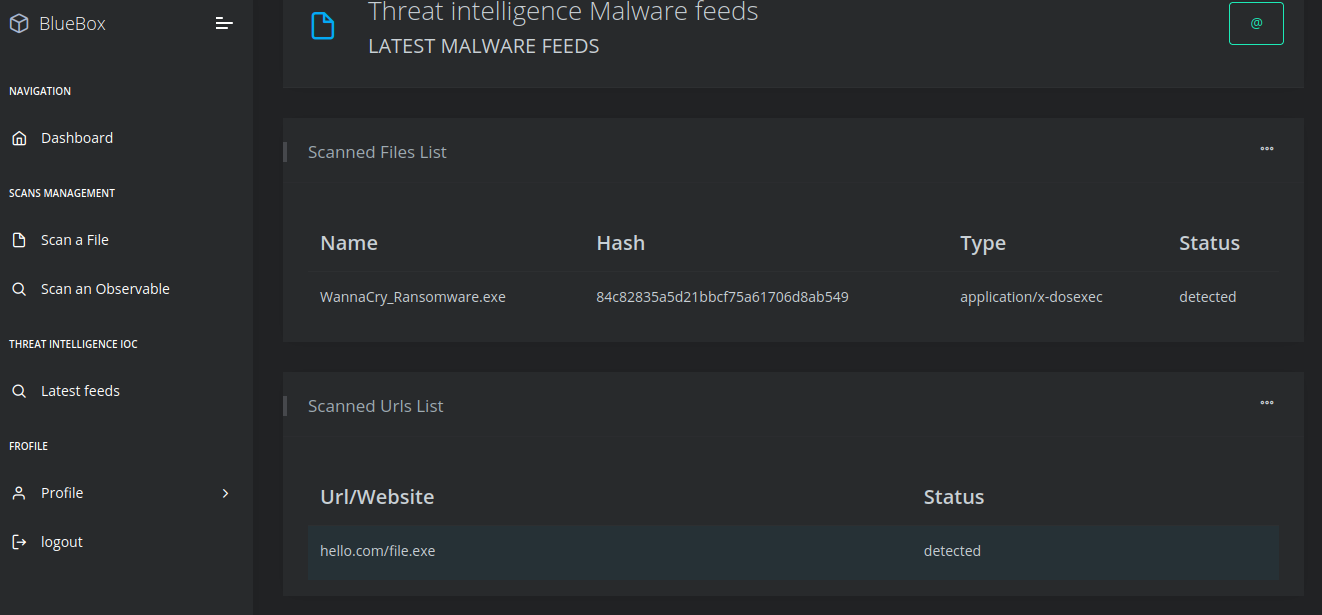 BlueBox
NAVIGATION
Dashboard
SCANS MANAGEMENT
Scan a File
Scan an Observable
THREAT INTELLIGENCE IOC
Latest feeds
FROFILE
Profile
logout
Threat intelligence Malware feeds
LATEST MALWARE FEEDS
@
Scanned Files List
Name Hash Type Status
WannaCry_Ransomware.exe 84c82835a5d21bbcf75a61706d8ab549 application/x-dosexec detected
Scanned Urls List
Url/Website Status
hello.com/file.exe detected